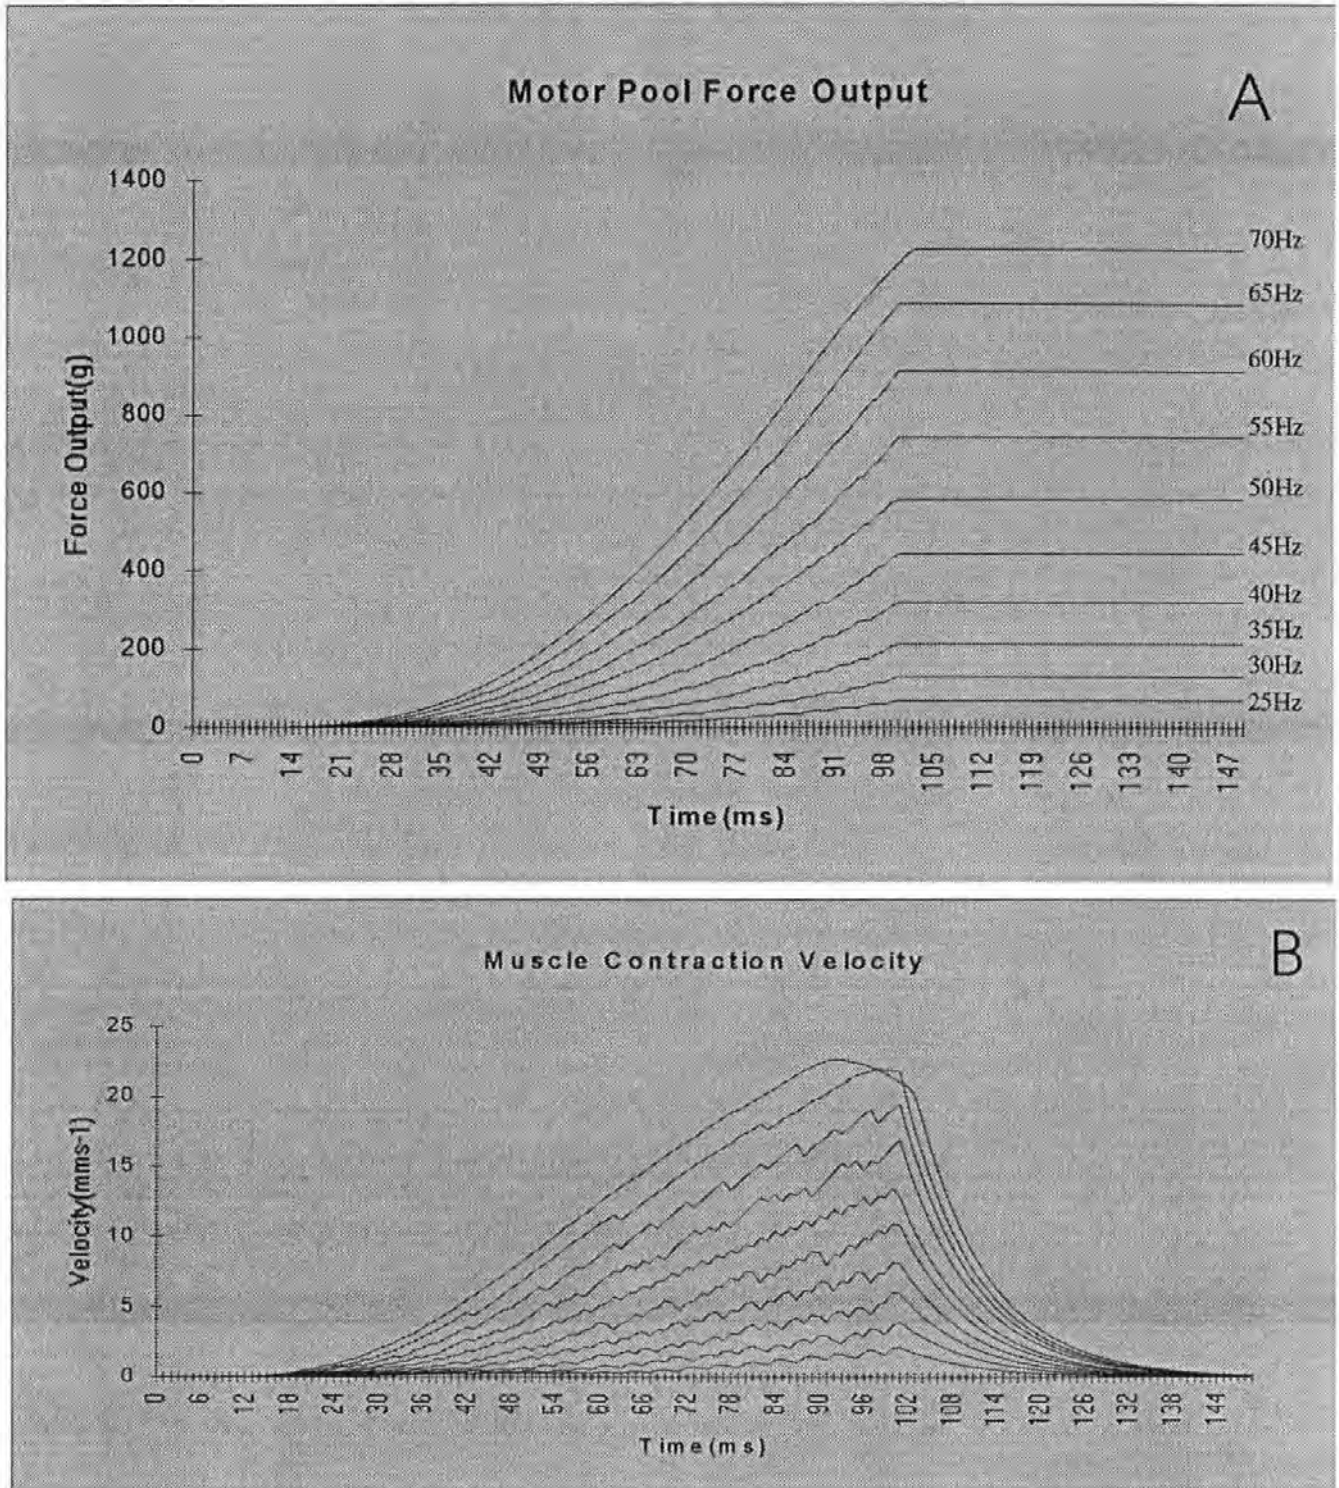 Motor Pool Force Output
A
1400
1200
1000
800
600
400
200
0
Force Output(g)
70Hz
65Hz
60Hz
55Hz
50Hz
45Hz
40Hz
35Hz
30Hz
25Hz
0 7 14 21 28 35 42 49 56 63 70 77 84 91 98 105 112 119 126 133 140 147
Time (ms)
Muscle Contraction Velocity
B
25
20
15
10
5
0
Velocity(mms-1)
0 6 12 18 24 30 36 42 48 54 60 66 72 78 84 90 96 102 108 114 120 126 132 138 144
Time (ms)